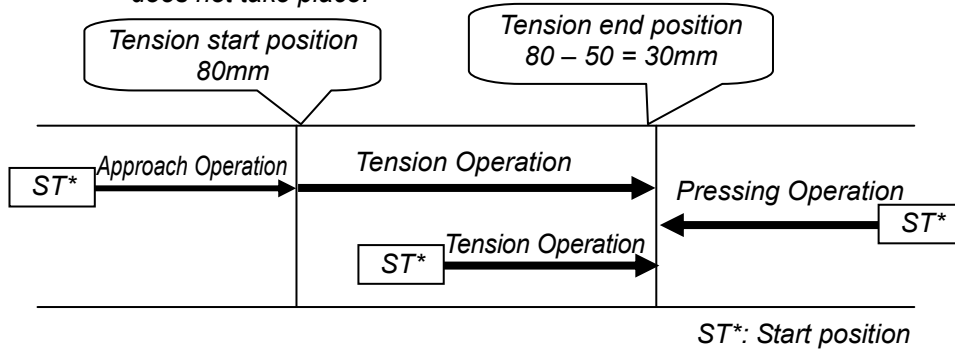 does not take place.
Tension start position
80mm
Tension end position
80 – 50 = 30mm
Approach Operation
Tension Operation
ST*
Pressing Operation
ST*
Tension Operation
ST*
ST*: Start position